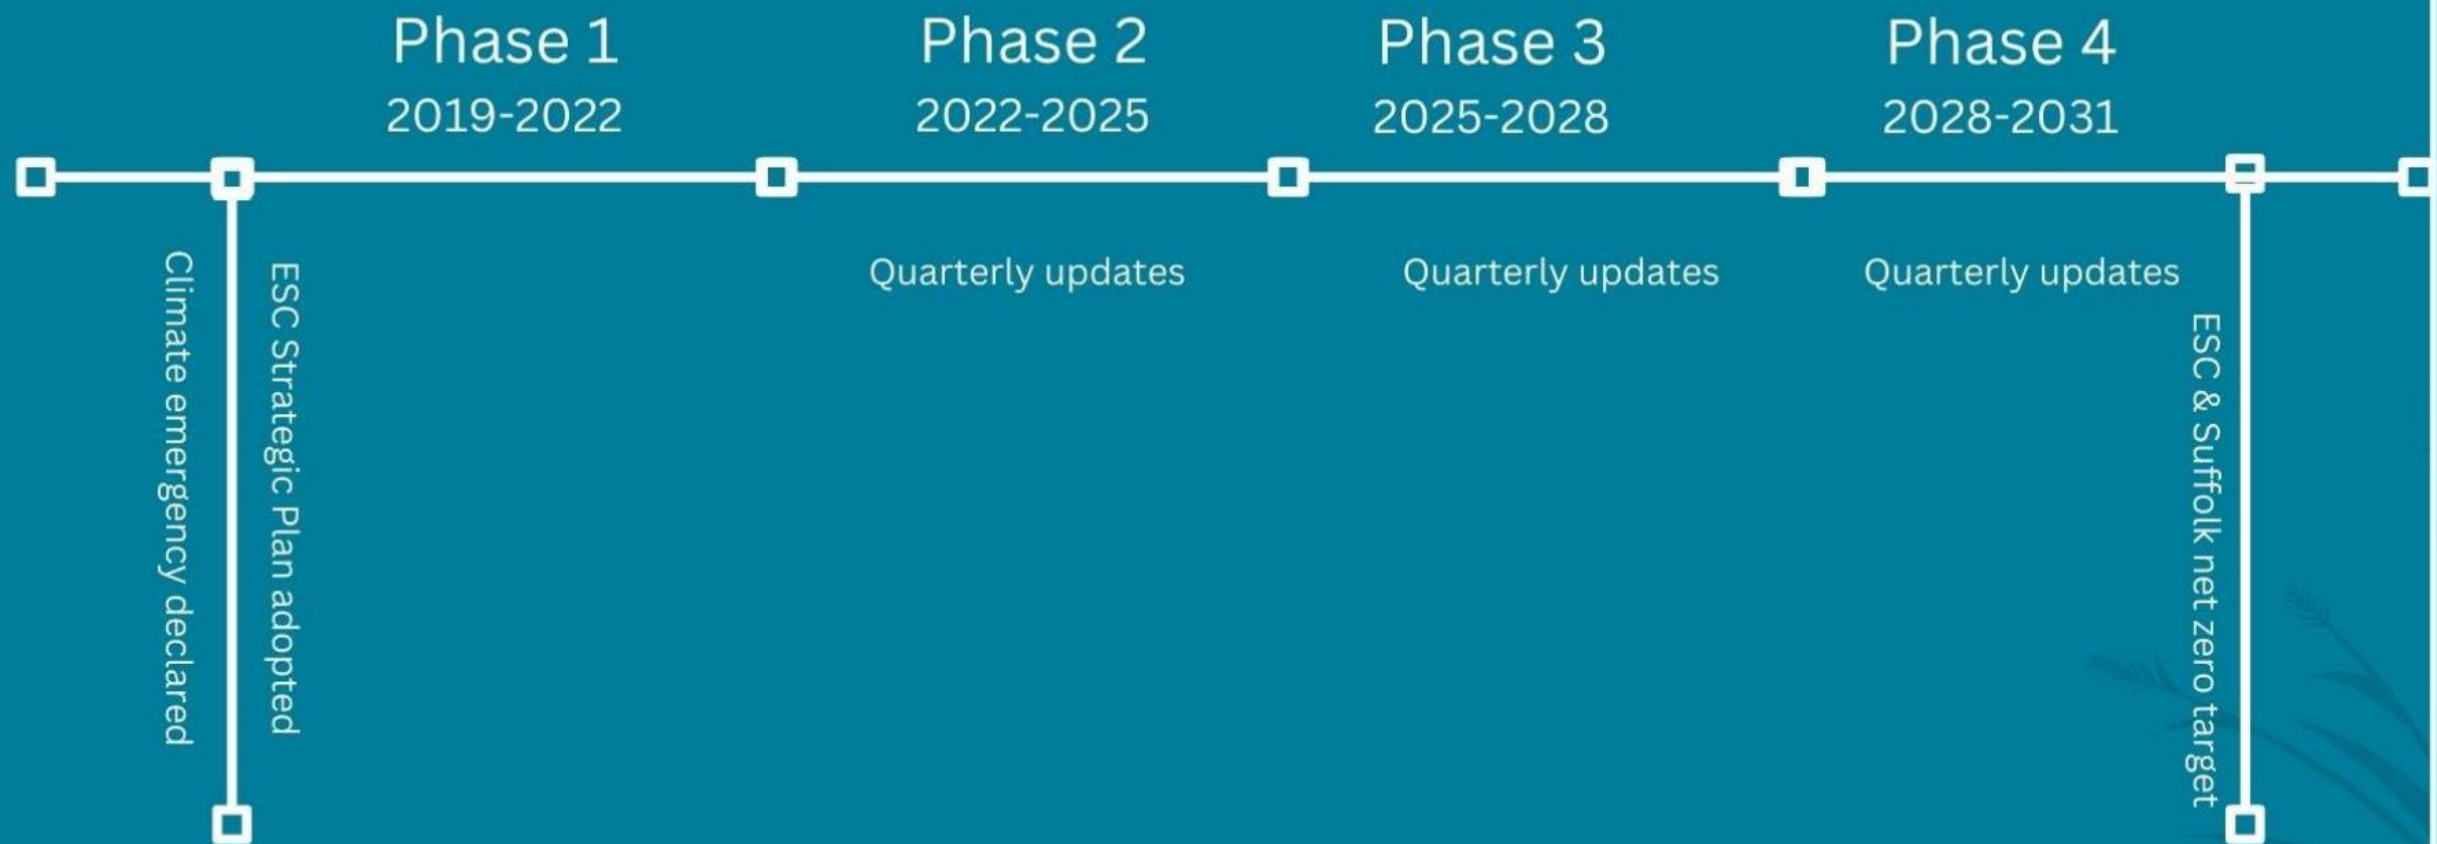 Phase 1
2019-2022
Phase 2
2022-2025
Phase 3
2025-2028
Phase 4
2028-2031
Climate emergency declared
ESC Strategic Plan adopted
Quarterly updates
Quarterly updates
Quarterly updates
ESC & Suffolk net zero target